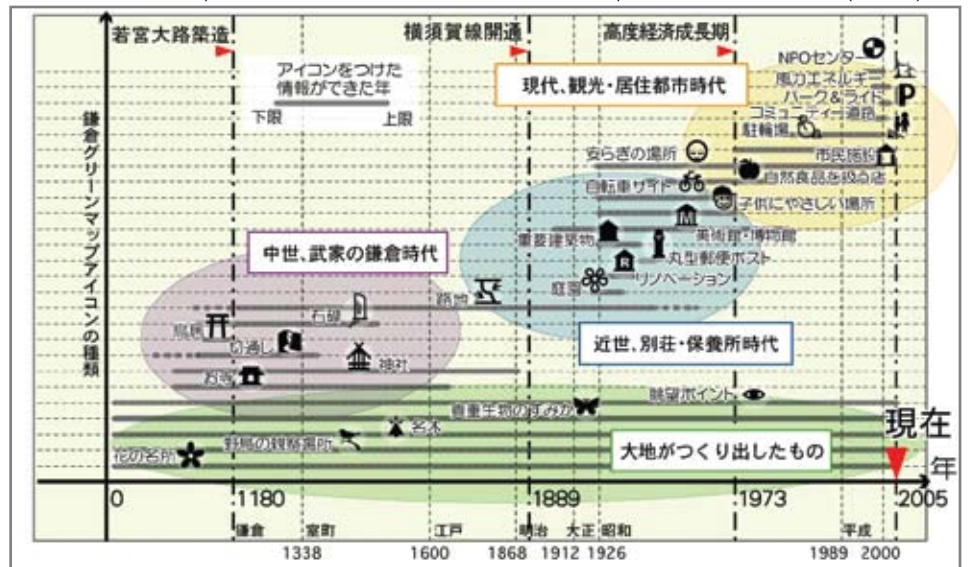 若宮大路築造
横須賀線開通
高度経済成長期
アイコンをつけた
情報ができた年
下限 上限
現代、観光・居住都市時代
NPOセンター
風力エネルギー
パーク&ライド
P
コミュニティー道路
駐輪場
安らぎの場所
市民施設
自然食品を扱う店
自転車サイト
子供にやさしい場所
美術館・博物館
重要建築物
丸型郵便ポスト
R
リノベーション
庭園
中世、武家の鎌倉時代
路地
石碑
鳥居
切通し
神社
お寺
近世、別荘・保養所時代
眺望ポイント
貴重生物のすみか
名木
野鳥の観察場所
花の名所
大地がつくり出したもの
鎌倉グリーンマップアイコンの種類
現在
年
0 1180 1889 1973 2005
鎌倉 室町 江戸 明治 大正 昭和 平成
1338 1600 1868 1912 1926 1989 2000